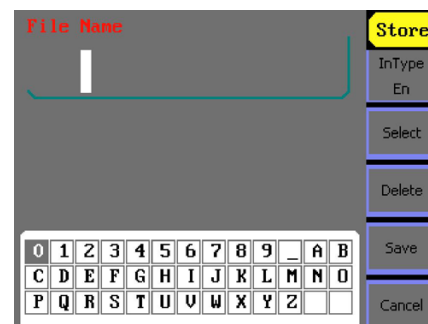 File Name
Store
InType
En
Select
Delete
Save
Cancel
0 1 2 3 4 5 6 7 8 9 _ A B
C D E F G H I J K L M N O
P Q R S T U V W X Y Z